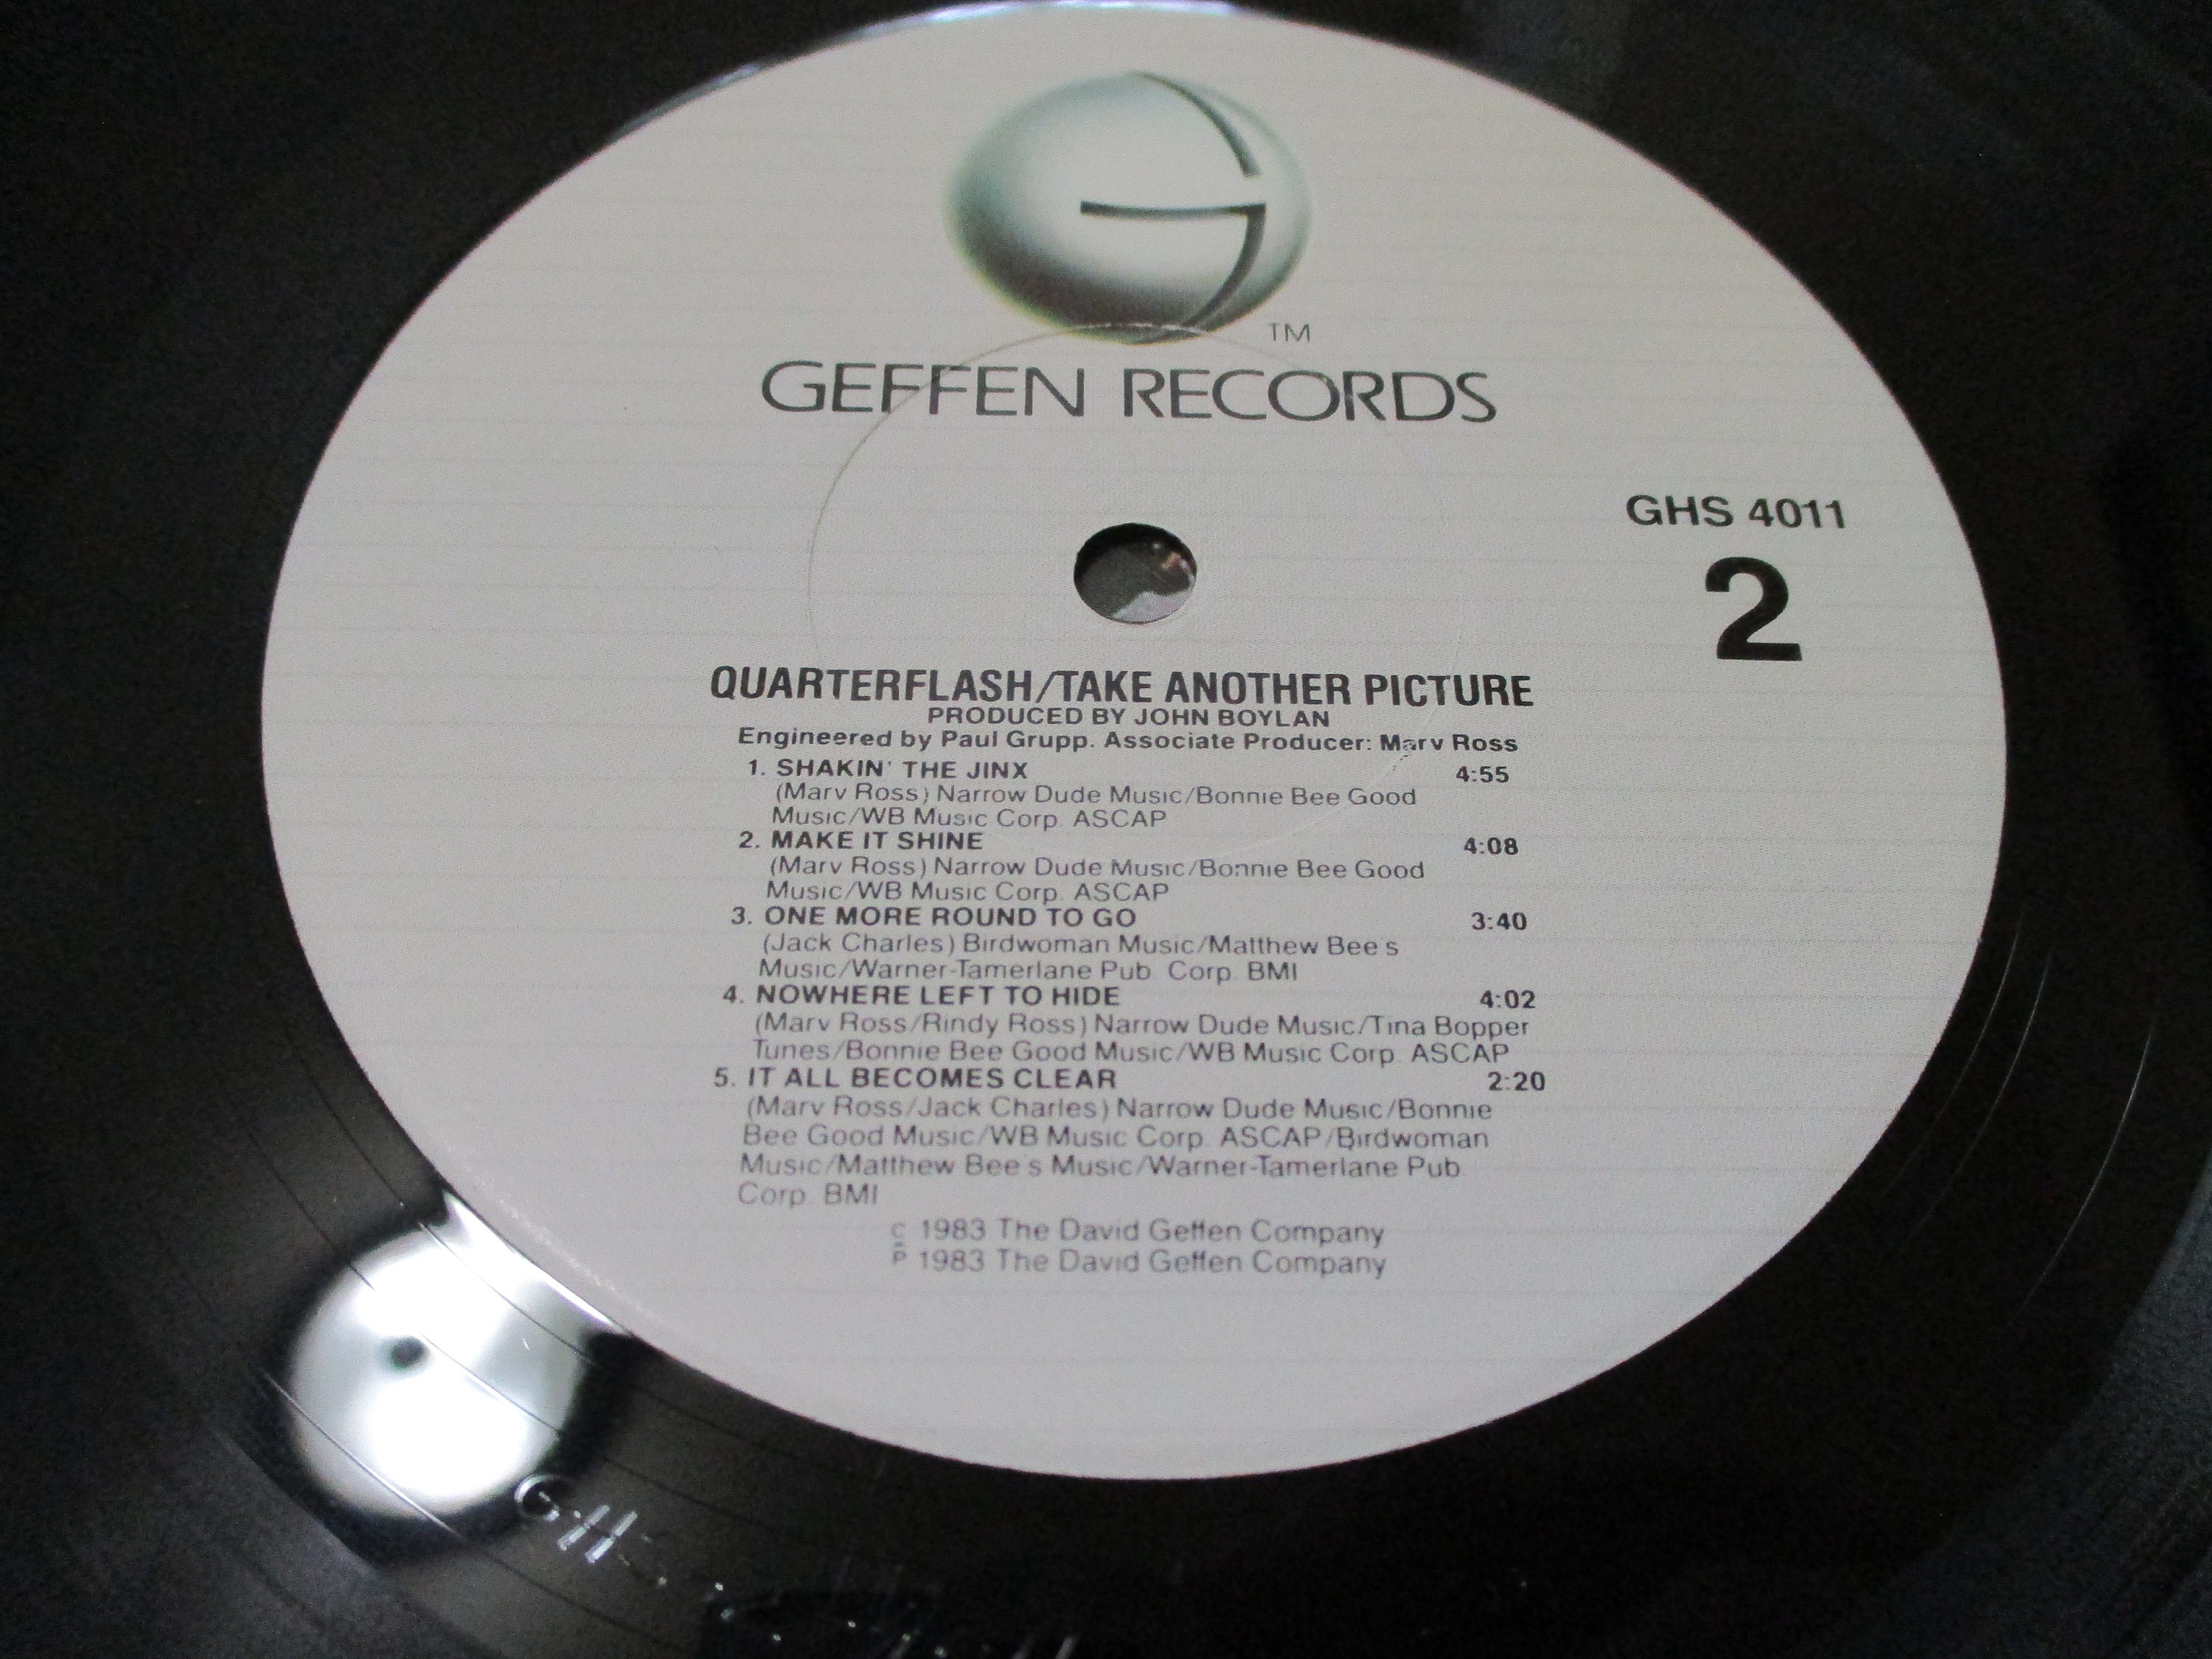 TM
GEFFEN RECORDS
GHS 4011
2
QUARTERFLASH/TAKE ANOTHER PICTURE
PRODUCED BY JOHN BOYLAN
Engineered by Paul Grupp. Associate Producer: Marv Ross
1. SHAKIN' THE JINX 4:55
(Marv Ross) Narrow Dude Music/Bonnie Bee Good
Music/WB Music Corp. ASCAP
2. MAKE IT SHINE 4:08
(Marv Ross) Narrow Dude Music/Bonnie Bee Good
Music/WB Music Corp. ASCAP
3. ONE MORE ROUND TO GO 3:40
(Jack Charles) Birdwoman Music/Matthew Bee's
Music/Warner-Tamerlane Pub. Corp. BMI
4. NOWHERE LEFT TO HIDE 4:02
(Marv Ross/Rindy Ross) Narrow Dude Music/Tina Bopper
Tunes/Bonnie Bee Good Music/WB Music Corp. ASCAP
5. IT ALL BECOMES CLEAR 2:20
(Marv Ross/Jack Charles) Narrow Dude Music/Bonnie
Bee Good Music/WB Music Corp. ASCAP/Birdwoman
Music/Matthew Bee's Music/Warner-Tamerlane Pub.
Corp. BMI
© 1983 The David Geffen Company
℗ 1983 The David Geffen Company
GH